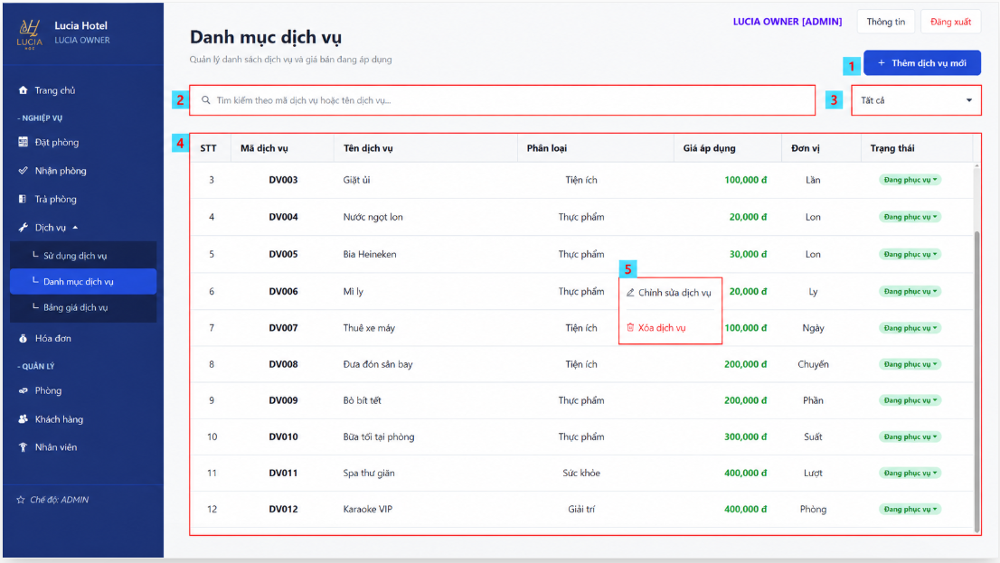 LUCIA
Lucia Hotel
LUCIA OWNER
Trang chủ
- NGHIỆP VỤ
Đặt phòng
Nhận phòng
Trả phòng
Dịch vụ
Sử dụng dịch vụ
Danh mục dịch vụ
Bảng giá dịch vụ
Hóa đơn
- QUẢN LÝ
Phòng
Khách hàng
Nhân viên
Chế độ: ADMIN
LUCIA OWNER [ADMIN]
Thông tin
Đăng xuất
Danh mục dịch vụ
Quản lý danh sách dịch vụ và giá bán đang áp dụng
1
+ Thêm dịch vụ mới
2
Tìm kiếm theo mã dịch vụ hoặc tên dịch vụ...
3
Tất cả
4
STT Mã dịch vụ Tên dịch vụ Phân loại Giá áp dụng Đơn vị Trạng thái
3 DV003 Giặt ủi Tiện ích 100,000 đ Lần Đang phục vụ
4 DV004 Nước ngọt lon Thực phẩm 20,000 đ Lon Đang phục vụ
5 DV005 Bia Heineken Thực phẩm 30,000 đ Lon Đang phục vụ
6 DV006 Mì ly Thực phẩm 20,000 đ Ly Đang phục vụ
7 DV007 Thuê xe máy Tiện ích 100,000 đ Ngày Đang phục vụ
8 DV008 Đưa đón sân bay Tiện ích 200,000 đ Chuyến Đang phục vụ
9 DV009 Bò bít tết Thực phẩm 200,000 đ Phần Đang phục vụ
10 DV010 Bữa tối tại phòng Thực phẩm 300,000 đ Suất Đang phục vụ
11 DV011 Spa thư giãn Sức khỏe 400,000 đ Lượt Đang phục vụ
12 DV012 Karaoke VIP Giải trí 400,000 đ Phòng Đang phục vụ
5
Chỉnh sửa dịch vụ
Xóa dịch vụ